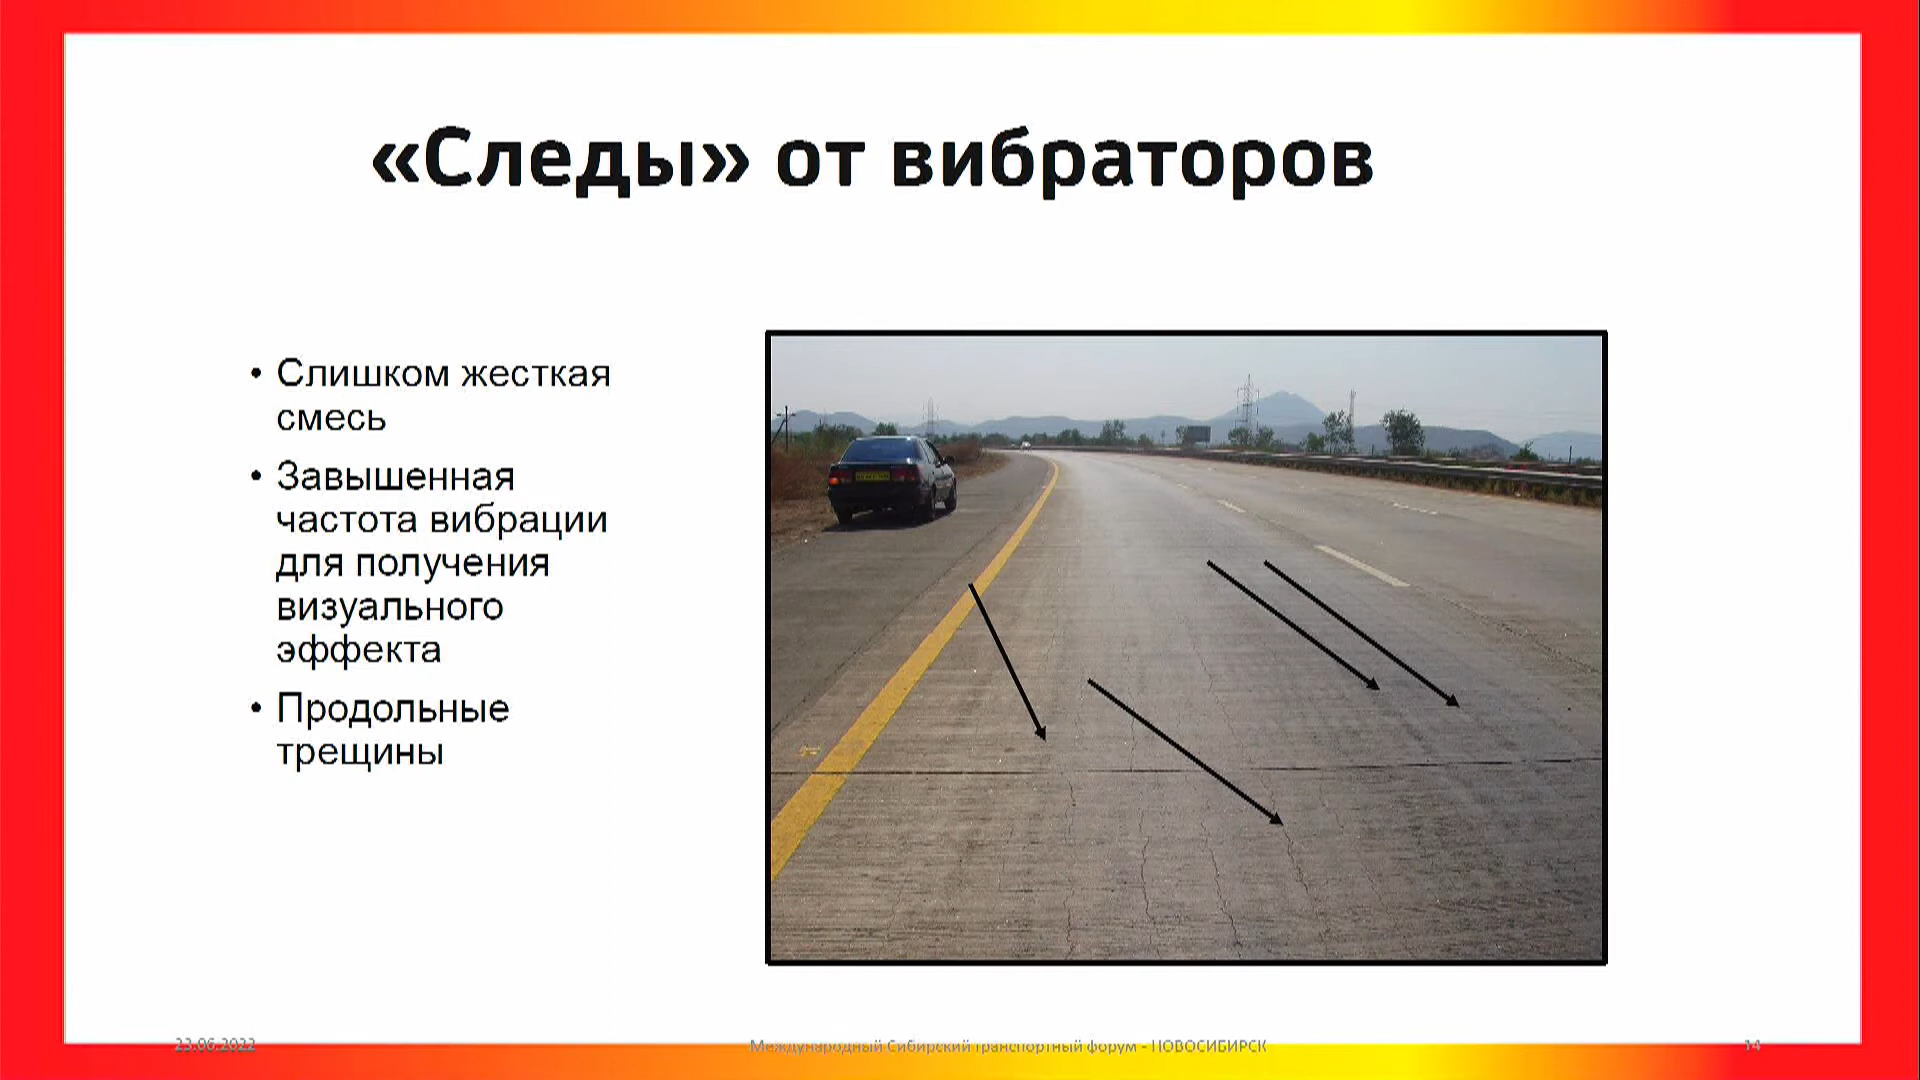 «Следы» от вибраторов
• Слишком жесткая
смесь
• Завышенная
частота вибрации
для получения
визуального
эффекта
• Продольные
трещины
23.06.2022
Международный Сибирский транспортный форум - НОВОСИБИРСК
14